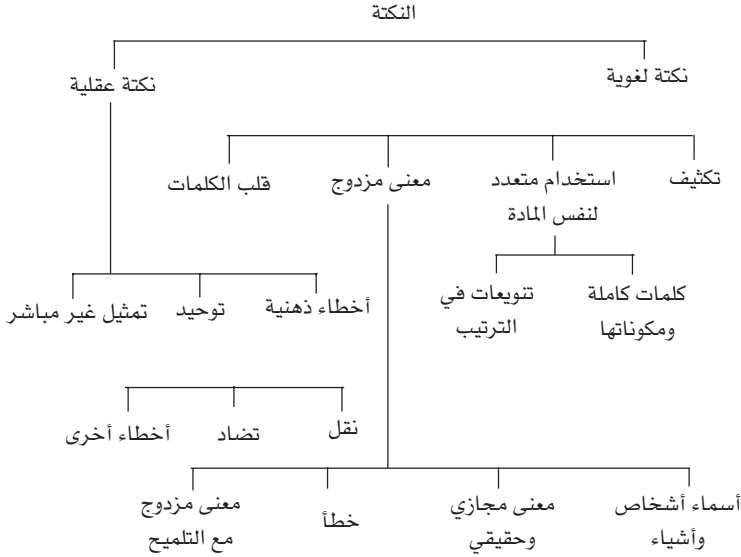 النكتة
نكتة لغوية
نكتة عقلية
تكثيف
استخدام متعدد
لنفس المادة
معنى مزدوج
قلب الكلمات
كلمات كاملة
ومكوناتها
تنويعات في
الترتيب
أخطاء ذهنية
توحيد
تمثيل غير مباشر
نقل
تضاد
أخطاء أخرى
أسماء أشخاص
وأشياء
معنى مجازي
وحقيقي
خطأ
معنى مزدوج
مع التلميح